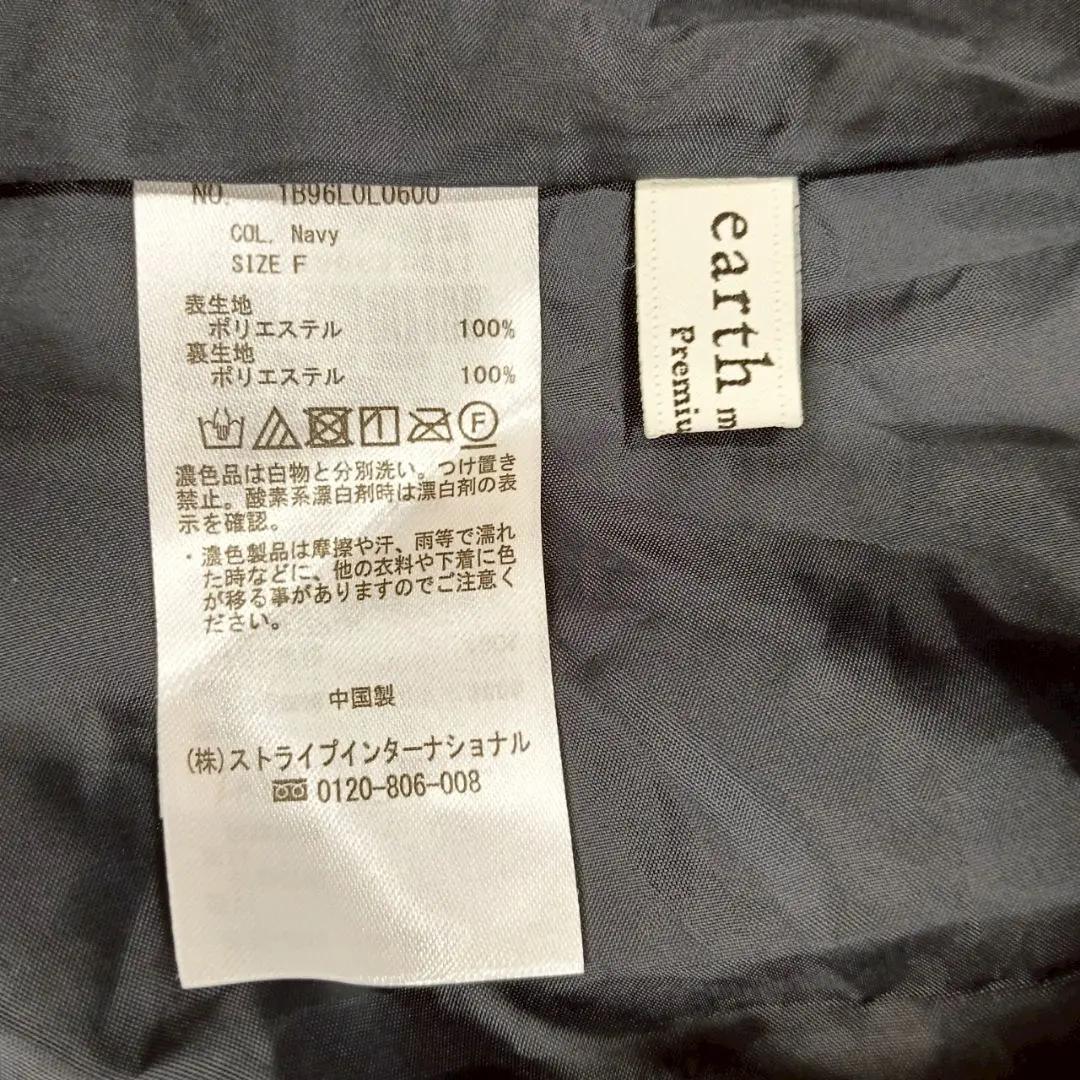 NO. 1B96L0L0600
COL. Navy
SIZE F
表生地
ポリエステル 100%
裏生地
ポリエステル 100%
F
濃色品は白物と分別洗い。つけ置き
禁止。酸素系漂白剤時は漂白剤の表
示を確認。
・濃色製品は摩擦や汗、雨等で濡れ
た時などに、他の衣料や下着に色
が移る事がありますのでご注意く
ださい。
中国製
(株)ストライプインターナショナル
0120-806-008
earth m
Premiu